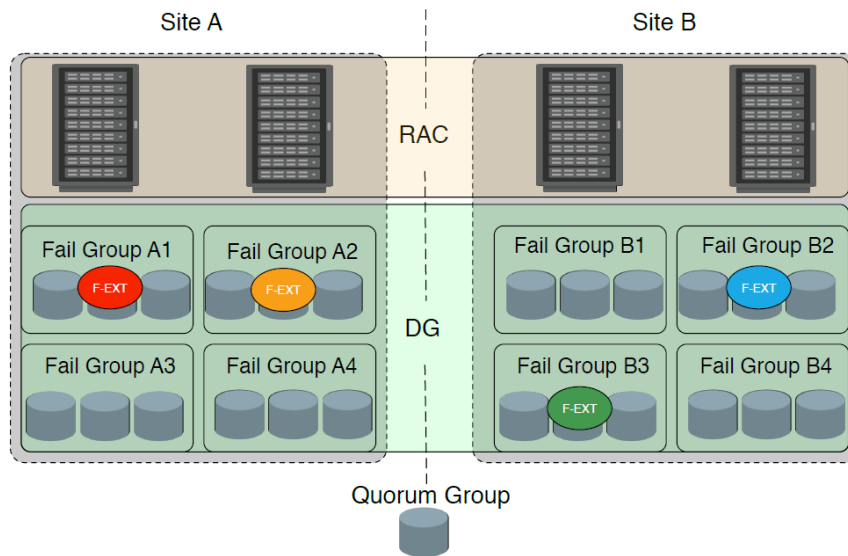 Site A
Site B
RAC
Fail Group A1
F-EXT
Fail Group A2
F-EXT
Fail Group B1
Fail Group B2
F-EXT
DG
Fail Group A3
Fail Group A4
Fail Group B3
F-EXT
Fail Group B4
Quorum Group